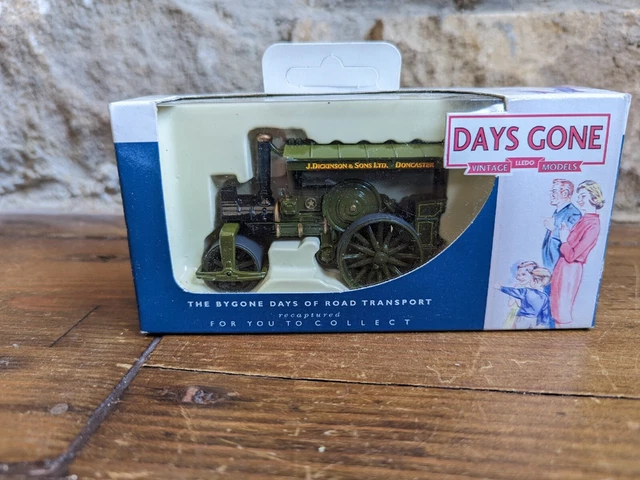 DAYS GONE
VINTAGE LLEDO MODELS
J. DICKINSON & SONS LTD. DONCASTER
THE BYGONE DAYS OF ROAD TRANSPORT
recaptured
FOR YOU TO COLLECT